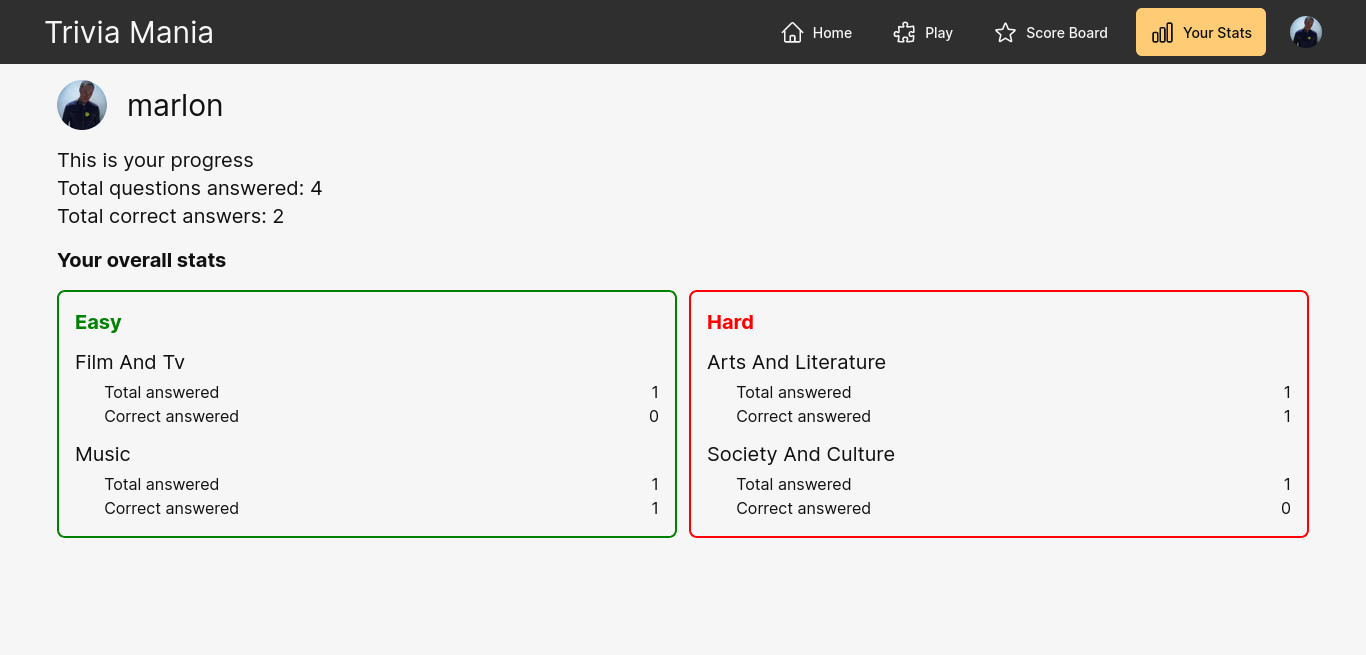 Trivia Mania
Home
Play
Score Board
Your Stats
marlon
This is your progress
Total questions answered: 4
Total correct answers: 2
Your overall stats
Easy
Film And Tv
Total answered 1
Correct answered 0
Music
Total answered 1
Correct answered 1
Hard
Arts And Literature
Total answered 1
Correct answered 1
Society And Culture
Total answered 1
Correct answered 0